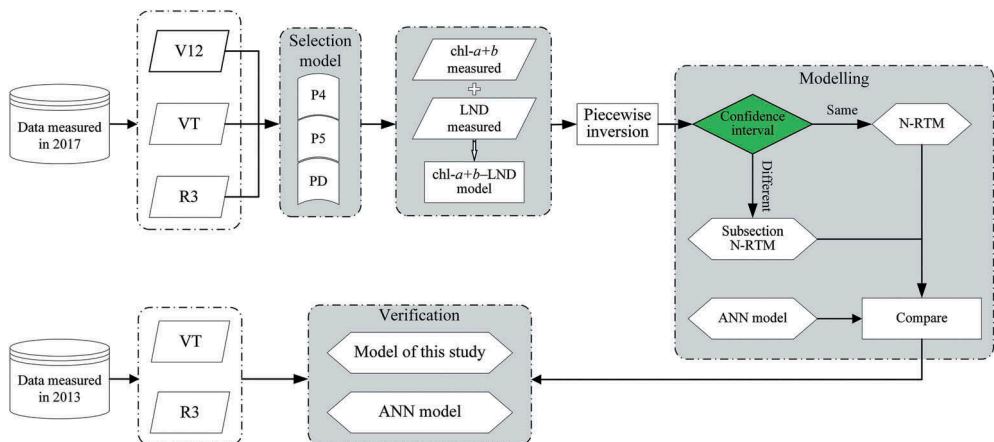 Data measured
in 2017
V12
VT
R3
Selection
model
P4
P5
PD
chl-a+b
measured
LND
measured
chl-a+b–LND
model
Piecewise
inversion
Modelling
Confidence
interval
Same
N-RTM
Different
Subsection
N-RTM
ANN model
Compare
Data measured
in 2013
VT
R3
Verification
Model of this study
ANN model